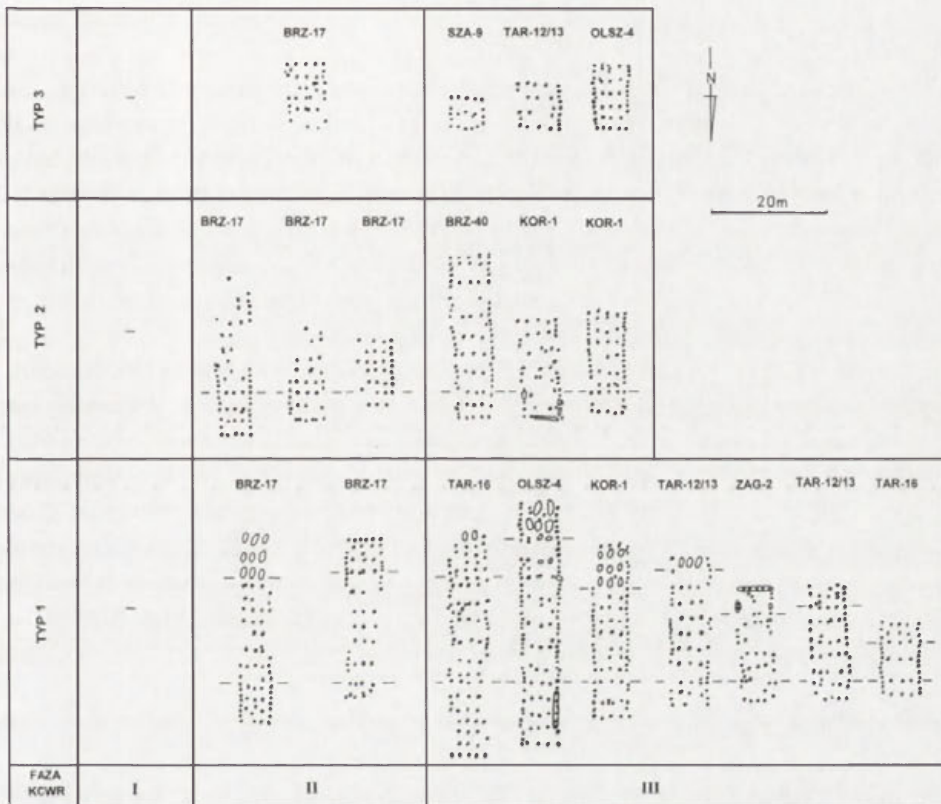 BRZ-17 SZA-9 TAR-12/13 OLSZ-4
TYP 3 –
N
20m
BRZ-17 BRZ-17 BRZ-17 BRZ-40 KOR-1 KOR-1
TYP 2 –
BRZ-17 BRZ-17 TAR-16 OLSZ-4 KOR-1 TAR-12/13 ZAG-2 TAR-12/13 TAR-16
TYP 1 –
FAZA
KCWR I II III